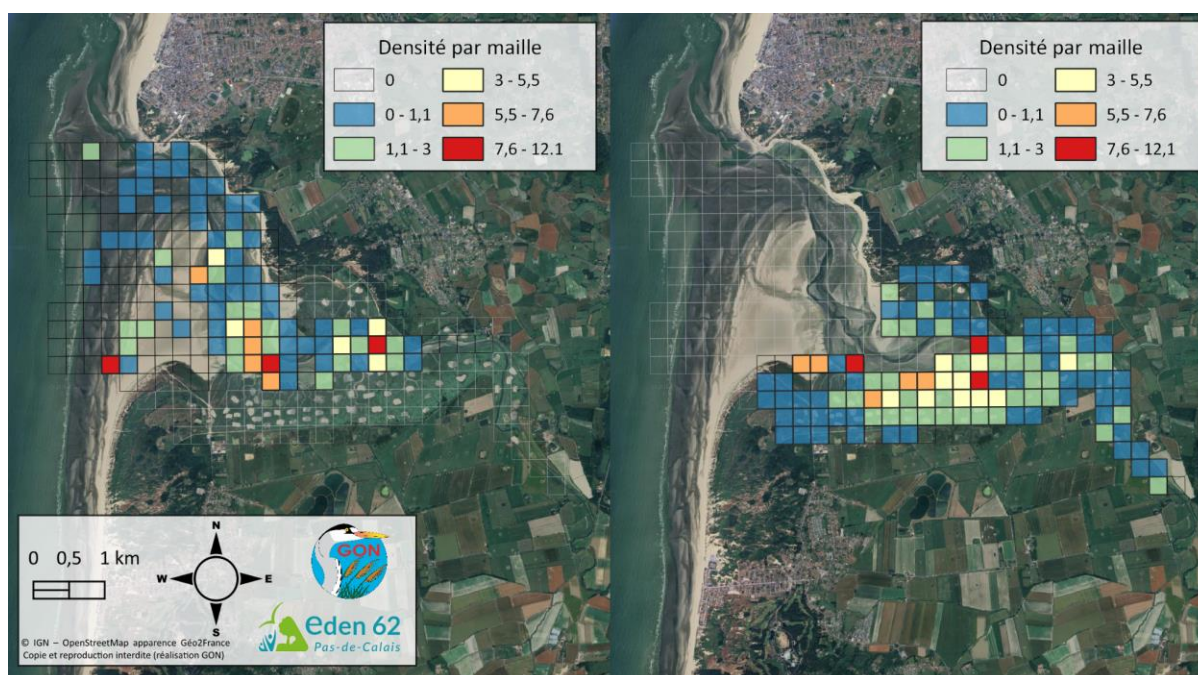 Densité par maille
0
3 - 5,5
0 - 1,1
5,5 - 7,6
1,1 - 3
7,6 - 12,1
Densité par maille
0
3 - 5,5
0 - 1,1
5,5 - 7,6
1,1 - 3
7,6 - 12,1
0 0,5 1 km
N
W E
S
GON
eden 62
Pas-de-Calais
© IGN – OpenStreetMap apparence Géo2France
Copie et reproduction interdite (réalisation GON)